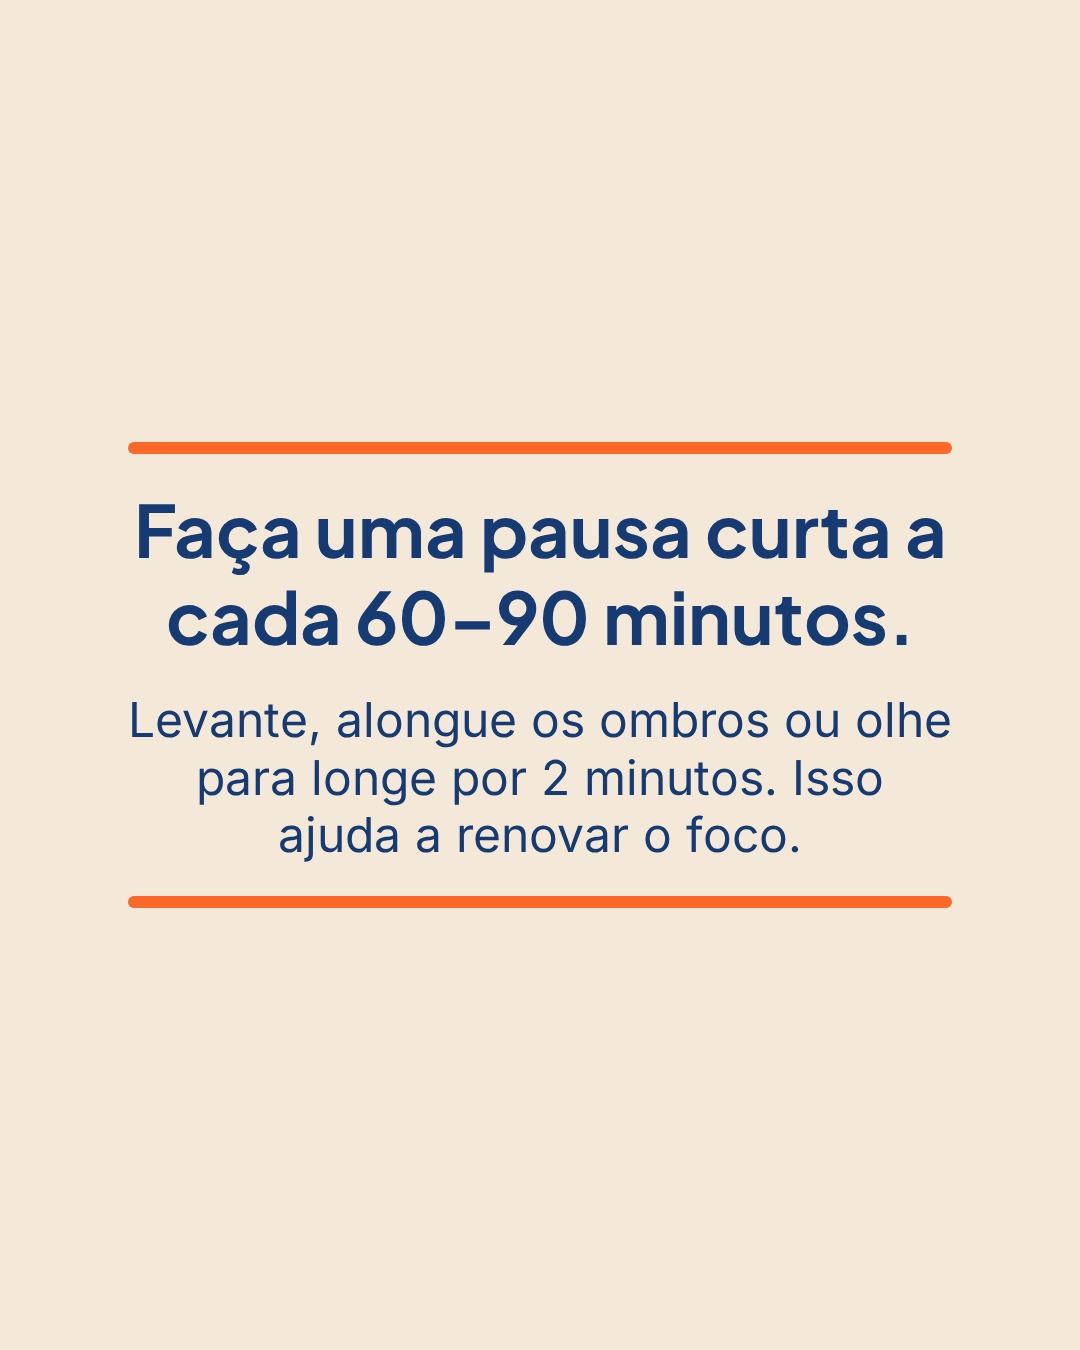 Faça uma pausa curta a
cada 60–90 minutos.
Levante, alongue os ombros ou olhe
para longe por 2 minutos. Isso
ajuda a renovar o foco.